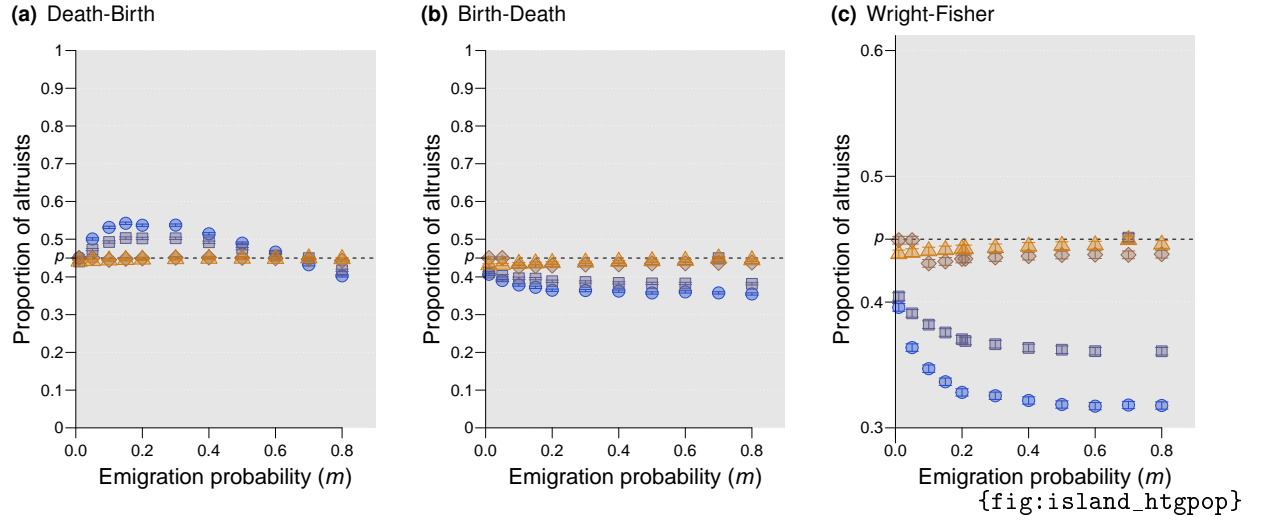 (a) Death-Birth
1
0.9
0.8
0.7
0.6
0.5
p
0.4
0.3
0.2
0.1
0
0.0 0.2 0.4 0.6 0.8
Proportion of altruists
Emigration probability (m)
(b) Birth-Death
1
0.9
0.8
0.7
0.6
0.5
p
0.4
0.3
0.2
0.1
0
0.0 0.2 0.4 0.6 0.8
Proportion of altruists
Emigration probability (m)
(c) Wright-Fisher
0.6
0.5
p
0.4
0.3
0.0 0.2 0.4 0.6 0.8
Proportion of altruists
Emigration probability (m)
{fig:island_htgpop}